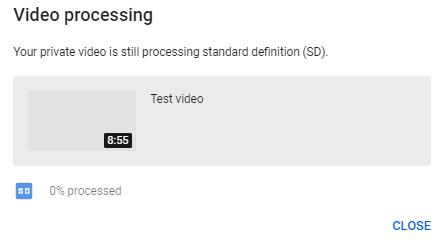 Video processing
Your private video is still processing standard definition (SD).
Test video
8:55
SD 0% processed
CLOSE